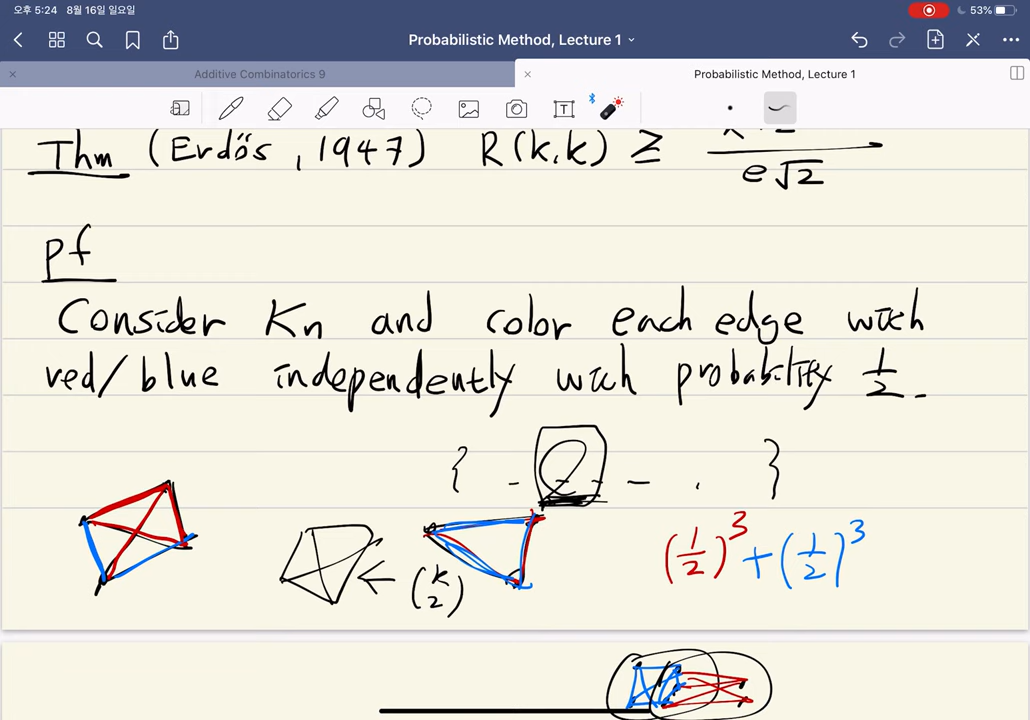 오후 5:24 8월 16일 일요일
53%
Probabilistic Method, Lecture 1
Additive Combinatorics 9
Probabilistic Method, Lecture 1
Thm (Erdős, 1947) R(k,k) ≥
e√2
pf
Consider Kn and color each edge with
red/blue independently with probability 1/2.
{ - - - . }
← (k 2)
(1/2)^3 + (1/2)^3